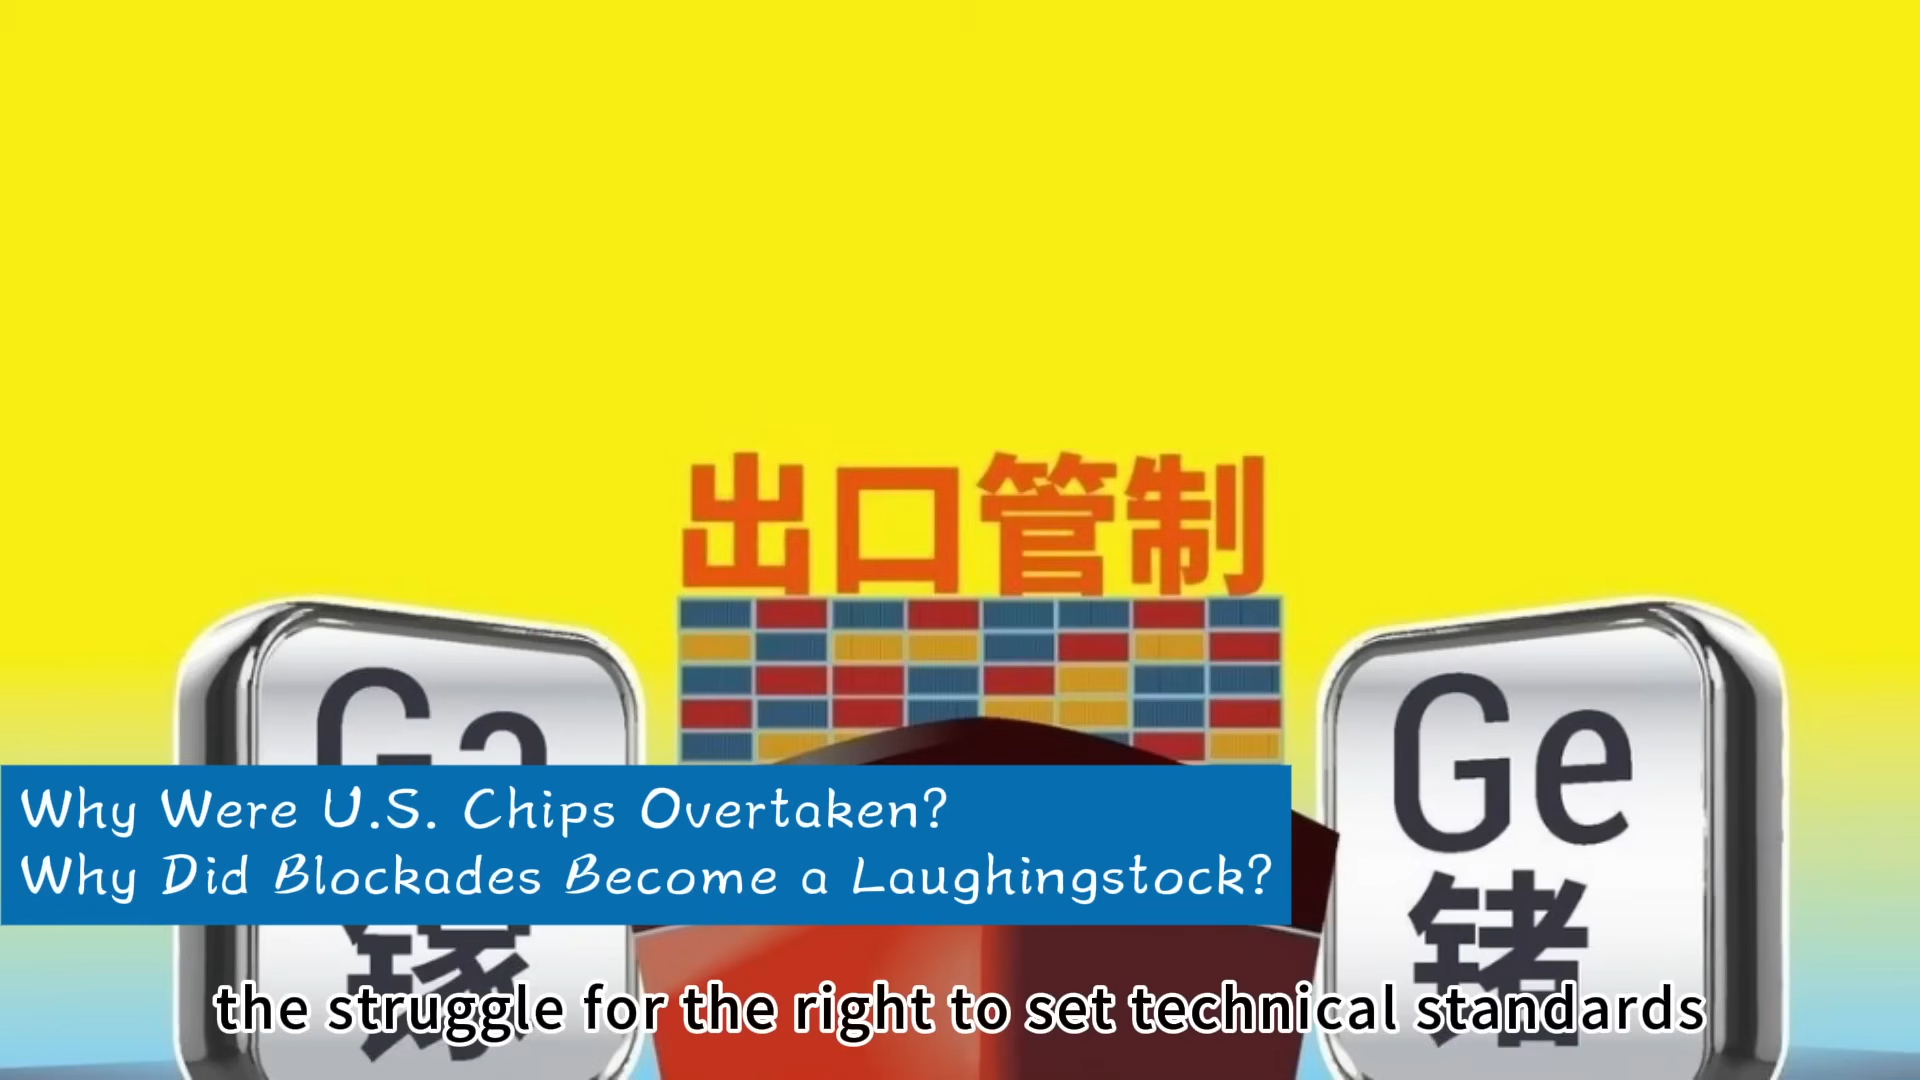 出口管制
Ga
Ge
Why Were U.S. Chips Overtaken?
Why Did Blockades Become a Laughingstock?
锗
the struggle for the right to set technical standards